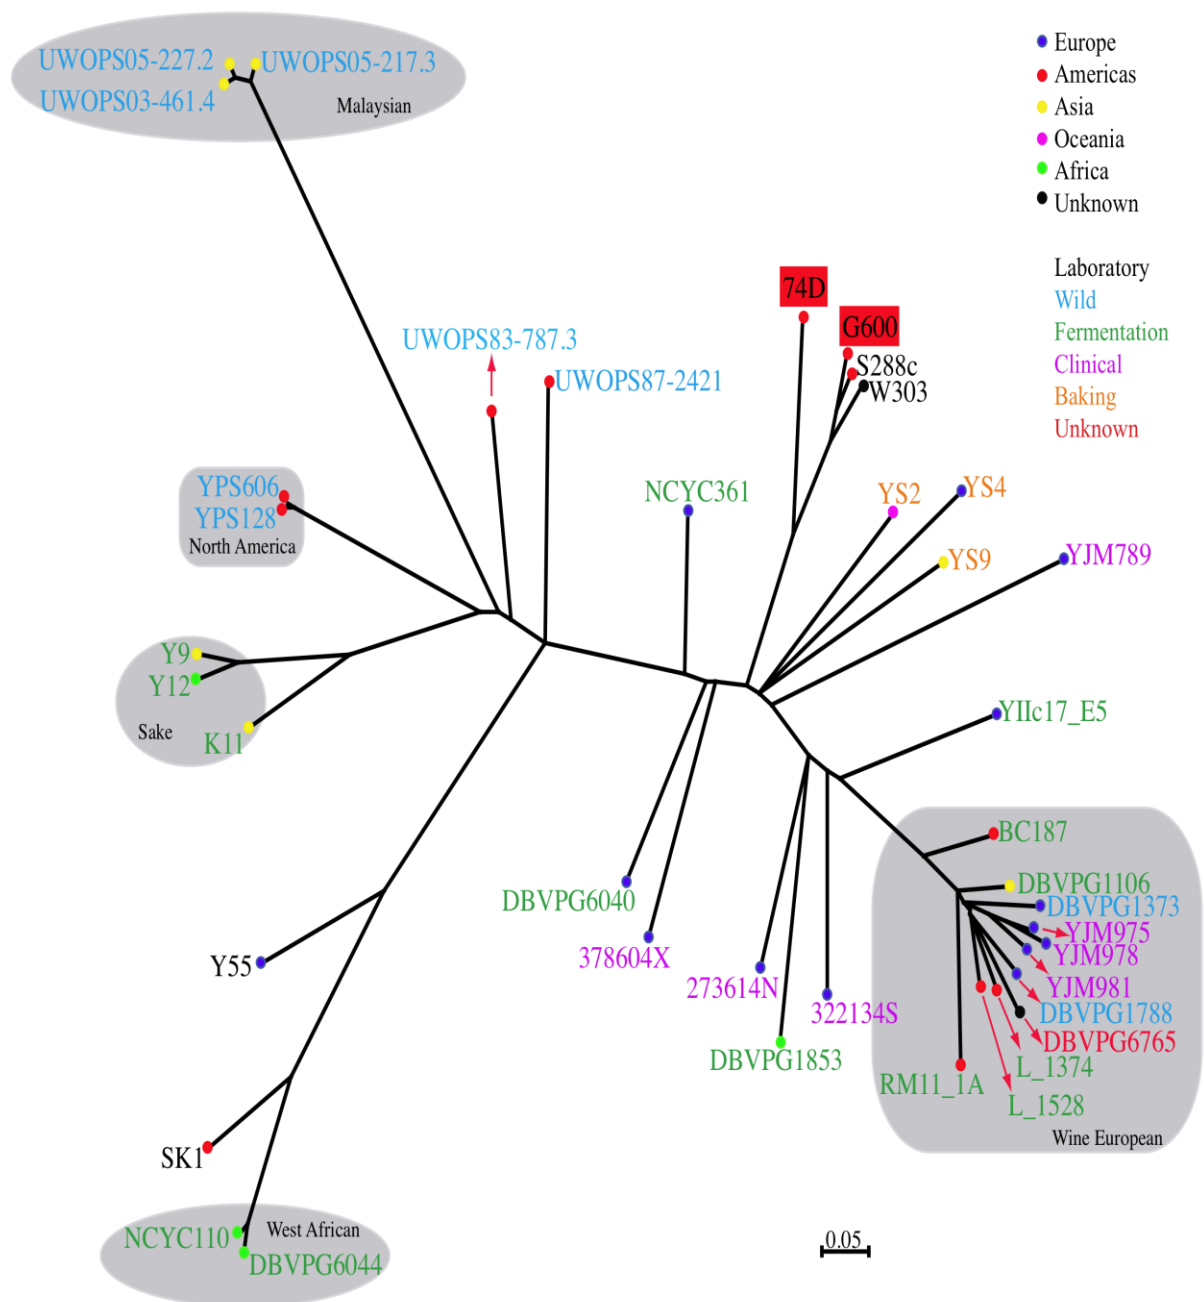 UWOPS05-227.2
UWOPS05-217.3
UWOPS03-461.4
Malaysian
Europe
Americas
Asia
Oceania
Africa
Unknown
Laboratory
Wild
Fermentation
Clinical
Baking
Unknown
74D
G600
S288c
W303
UWOPS83-787.3
UWOPS87-2421
YPS606
YPS128
North America
NCYC361
YS2
YS4
YS9
YJM789
Y9
Y12
Sake
K11
YIIc17_E5
BC187
DBVPG1106
DBVPG1373
YJM975
YJM978
YJM981
DBVPG1788
DBVPG6765
L_1374
L_1528
RM11_1A
Wine European
DBVPG6040
378604X
273614N
322134S
DBVPG1853
Y55
SK1
West African
NCYC110
DBVPG6044
0.05